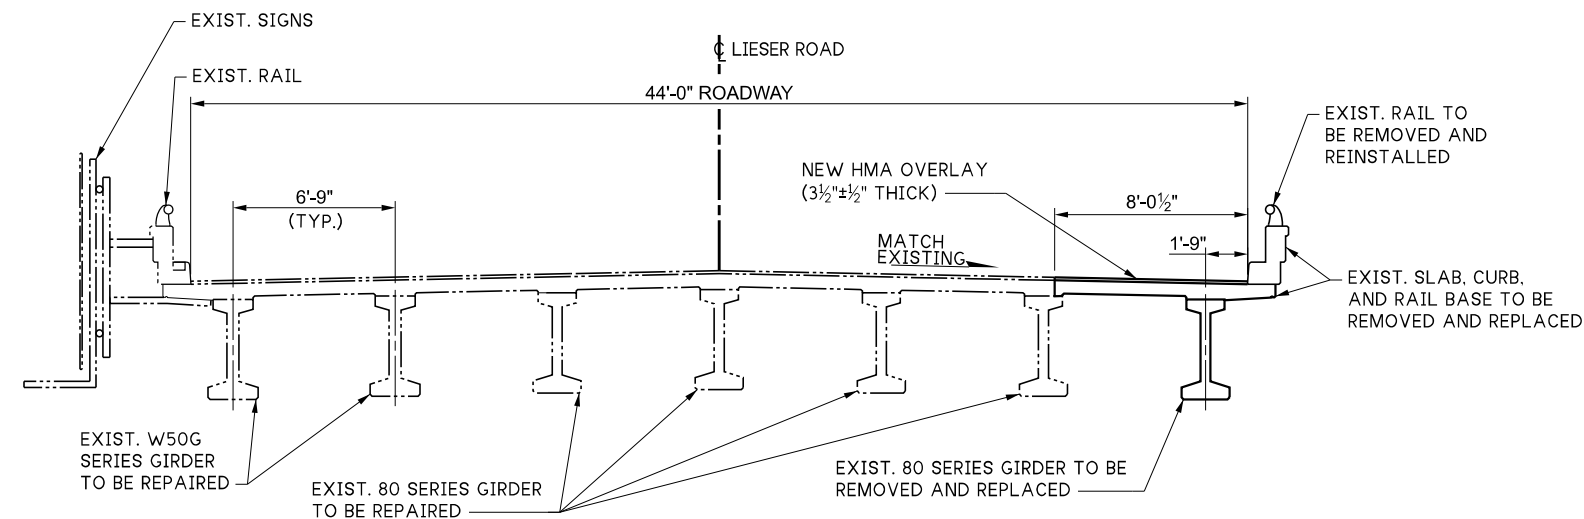 EXIST. SIGNS
℄ LIESER ROAD
EXIST. RAIL
44'-0" ROADWAY
EXIST. RAIL TO
BE REMOVED AND
REINSTALLED
NEW HMA OVERLAY
(3½"±½" THICK)
6'-9"
(TYP.)
8'-0½"
1'-9"
MATCH
EXISTING
EXIST. SLAB, CURB,
AND RAIL BASE TO BE
REMOVED AND REPLACED
EXIST. W50G
SERIES GIRDER
TO BE REPAIRED
EXIST. 80 SERIES GIRDER
TO BE REPAIRED
EXIST. 80 SERIES GIRDER TO BE
REMOVED AND REPLACED